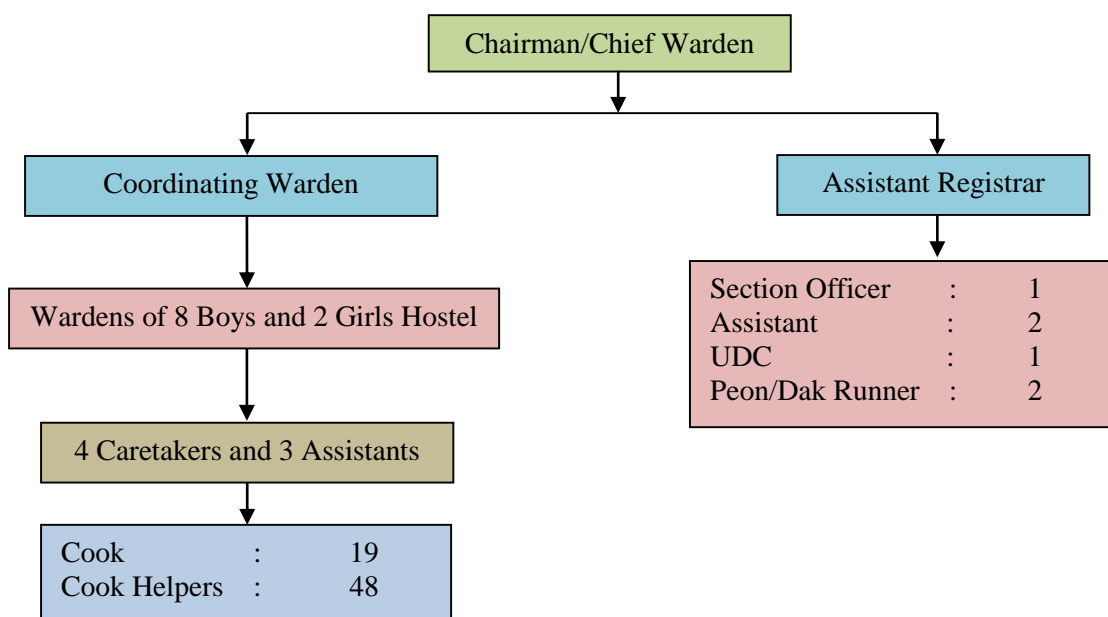 Chairman/Chief Warden
Coordinating Warden
Assistant Registrar
Wardens of 8 Boys and 2 Girls Hostel
Section Officer : 1
Assistant : 2
UDC : 1
Peon/Dak Runner : 2
4 Caretakers and 3 Assistants
Cook : 19
Cook Helpers : 48